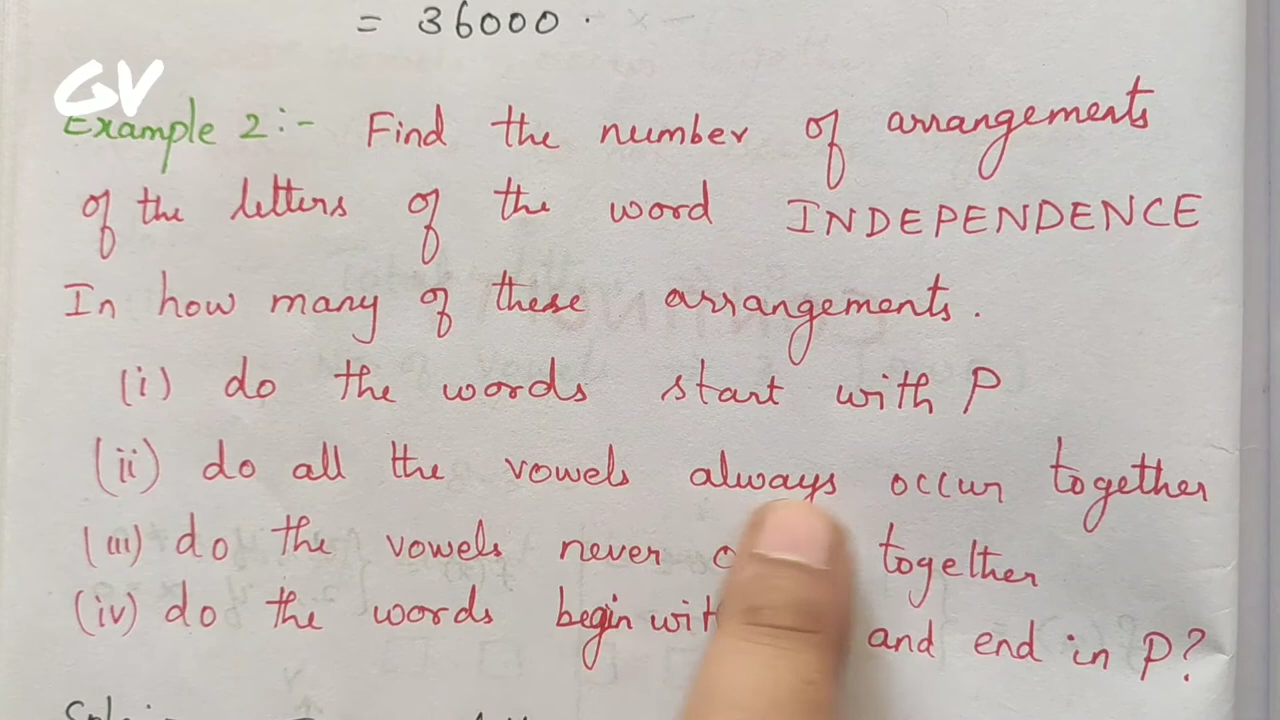 = 36000.
GV
Example 2:- Find the number of arrangements
of the letters of the word INDEPENDENCE
In how many of these arrangements.
(i) do the words start with P
(ii) do all the vowels always occur together
(iii) do the vowels never together
(iv) do the words begin and end in P?